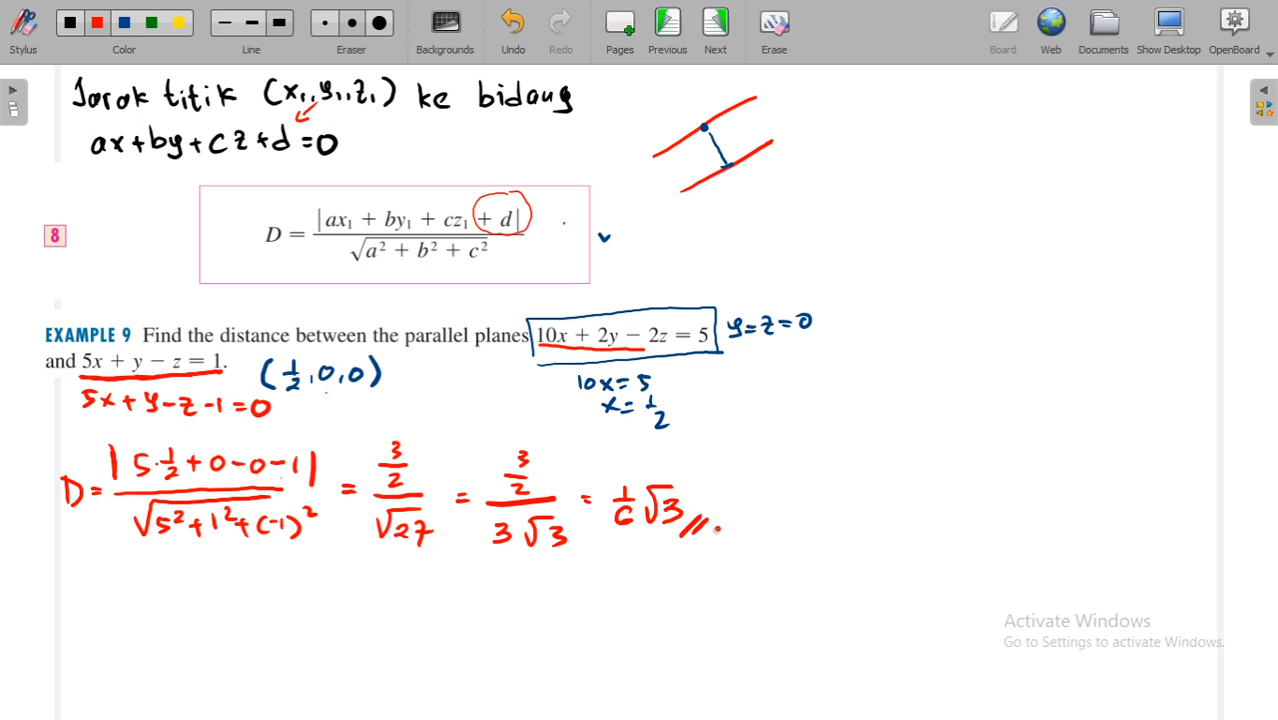 Stylus Color Line Eraser Backgrounds Undo Redo Pages Previous Next Erase Board Web Documents Show Desktop OpenBoard
Jarak titik (x₁,y₁,z₁) ke bidang
ax+by+cz+d=0
8
D = |ax₁ + by₁ + cz₁ + d| / √a² + b² + c²
EXAMPLE 9 Find the distance between the parallel planes 10x + 2y − 2z = 5 y=z=0
and 5x + y − z = 1. (1/2,0,0)
10x=5
5x+y-z-1=0 x=1/2
D= |5·1/2+0-0-1| / √5²+1²+(-1)² = 3/2 / √27 = 3/2 / 3√3 = 1/6 √3 //
Activate Windows
Go to Settings to activate Windows.